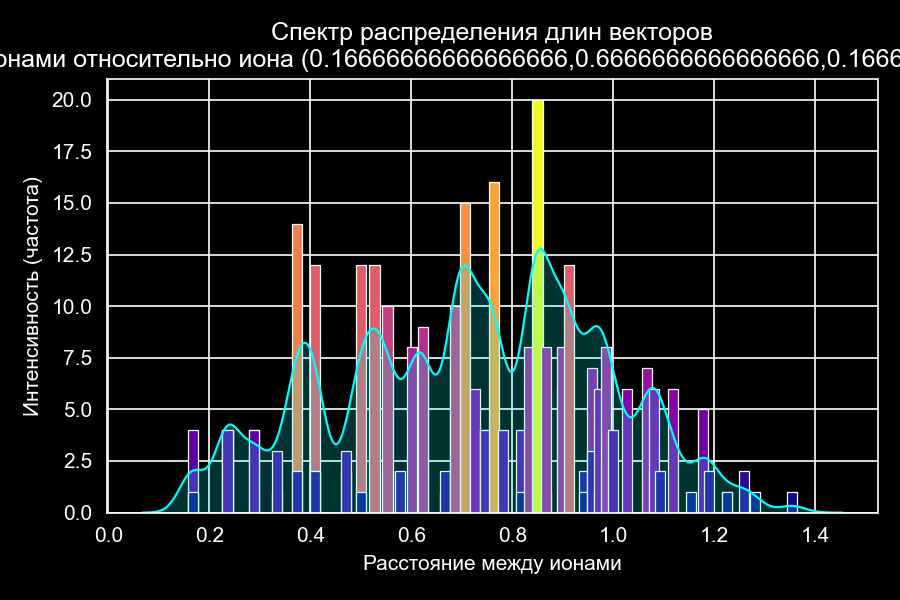 Спектр распределения длин векторов
онами относительно иона (0.16666666666666666,0.6666666666666666,0.1666
Интенсивность (частота)
20.0
17.5
15.0
12.5
10.0
7.5
5.0
2.5
0.0
0.0 0.2 0.4 0.6 0.8 1.0 1.2 1.4
Расстояние между ионами